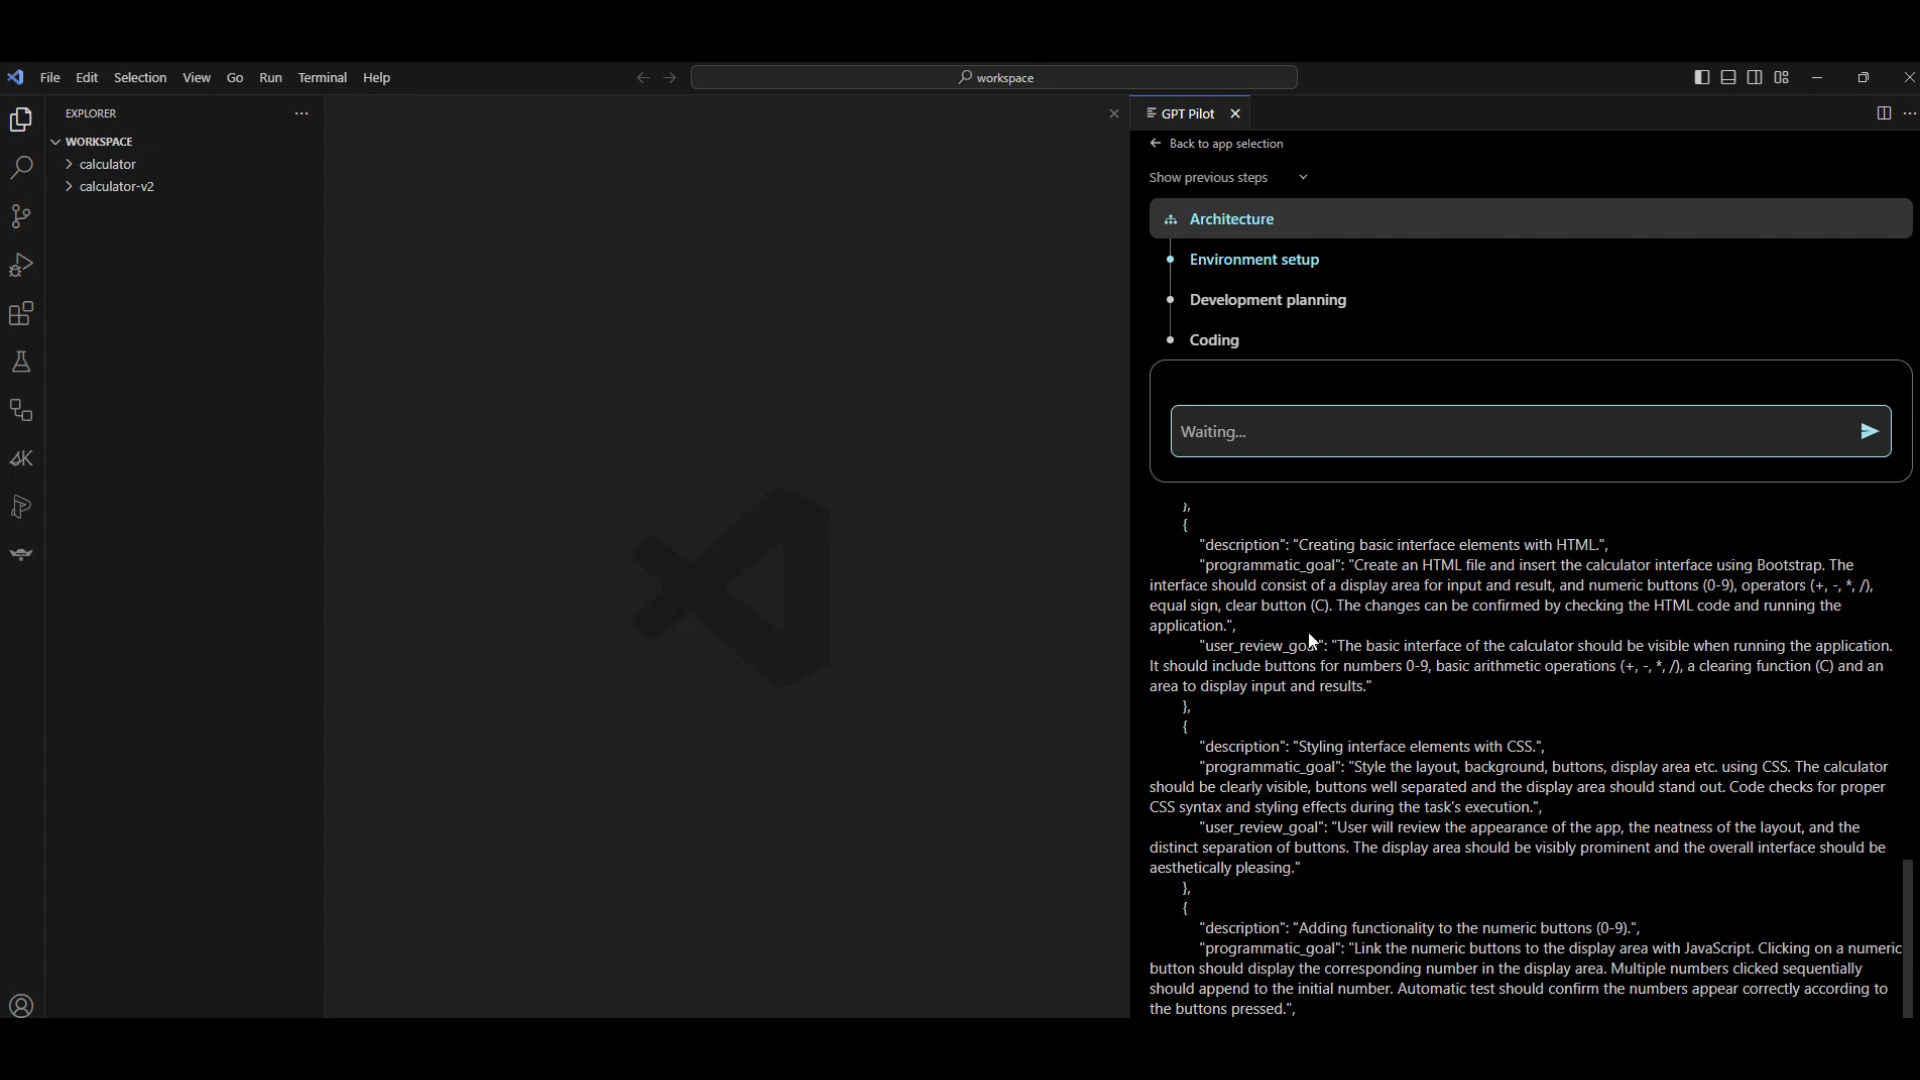 File Edit Selection View Go Run Terminal Help
workspace
EXPLORER
WORKSPACE
calculator
calculator-v2
GPT Pilot
Back to app selection
Show previous steps
Architecture
Environment setup
Development planning
Coding
Waiting...
},
{
"description": "Creating basic interface elements with HTML.",
"programmatic_goal": "Create an HTML file and insert the calculator interface using Bootstrap. The
interface should consist of a display area for input and result, and numeric buttons (0-9), operators (+, -, *, /),
equal sign, clear button (C). The changes can be confirmed by checking the HTML code and running the
application.",
"user_review_goal": "The basic interface of the calculator should be visible when running the application.
It should include buttons for numbers 0-9, basic arithmetic operations (+, -, *, /), a clearing function (C) and an
area to display input and results."
},
{
"description": "Styling interface elements with CSS.",
"programmatic_goal": "Style the layout, background, buttons, display area etc. using CSS. The calculator
should be clearly visible, buttons well separated and the display area should stand out. Code checks for proper
CSS syntax and styling effects during the task's execution.",
"user_review_goal": "User will review the appearance of the app, the neatness of the layout, and the
distinct separation of buttons. The display area should be visibly prominent and the overall interface should be
aesthetically pleasing."
},
{
"description": "Adding functionality to the numeric buttons (0-9).",
"programmatic_goal": "Link the numeric buttons to the display area with JavaScript. Clicking on a numeric
button should display the corresponding number in the display area. Multiple numbers clicked sequentially
should append to the initial number. Automatic test should confirm the numbers appear correctly according to
the buttons pressed.",